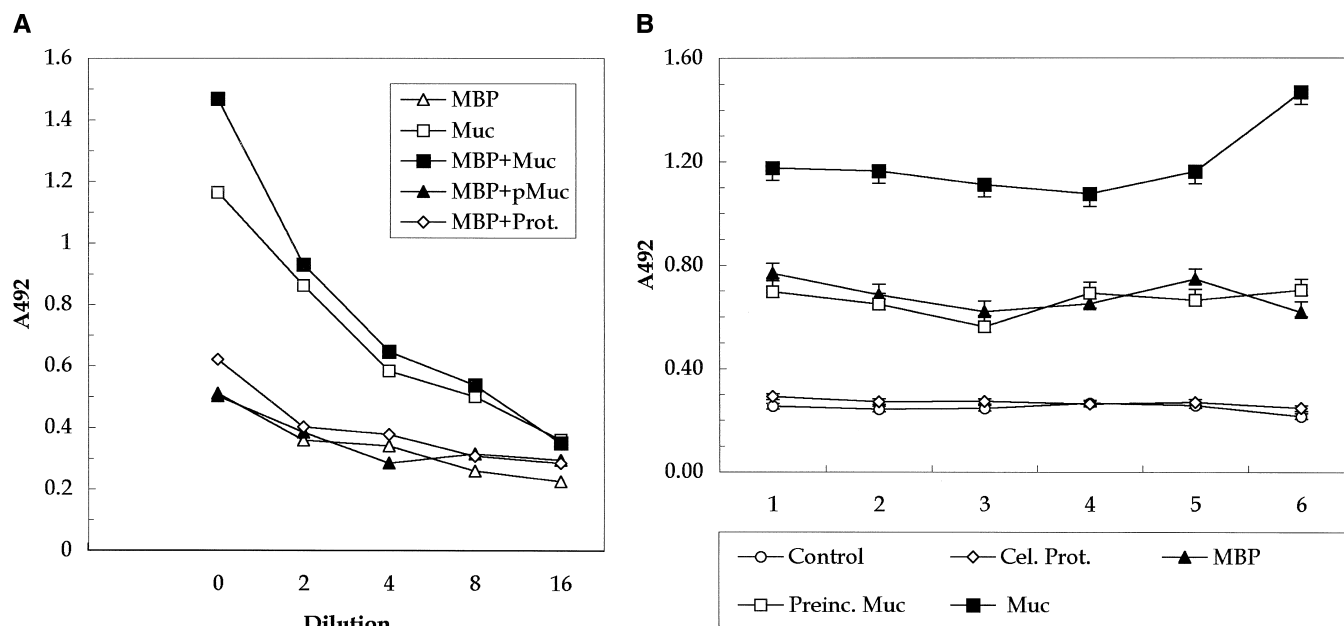 A
1.6
1.4
1.2
1
0.8
0.6
0.4
0.2
0
A492
MBP
Muc
MBP+Muc
MBP+pMuc
MBP+Prot.
0 2 4 8 16
Dilution
B
1.60
1.20
0.80
0.40
0.00
A492
1 2 3 4 5 6
Control Cel. Prot. MBP
Preinc. Muc Muc